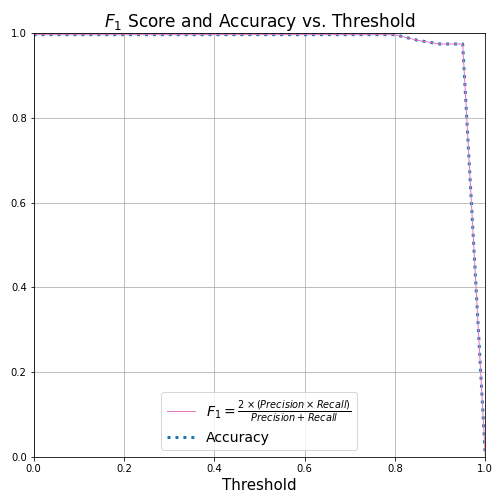 F₁ Score and Accuracy vs. Threshold
1.0
0.8
0.6
0.4
0.2
0.0
F₁ = 2 × (Precision × Recall) / Precision + Recall
Accuracy
0.0 0.2 0.4 0.6 0.8 1.0
Threshold